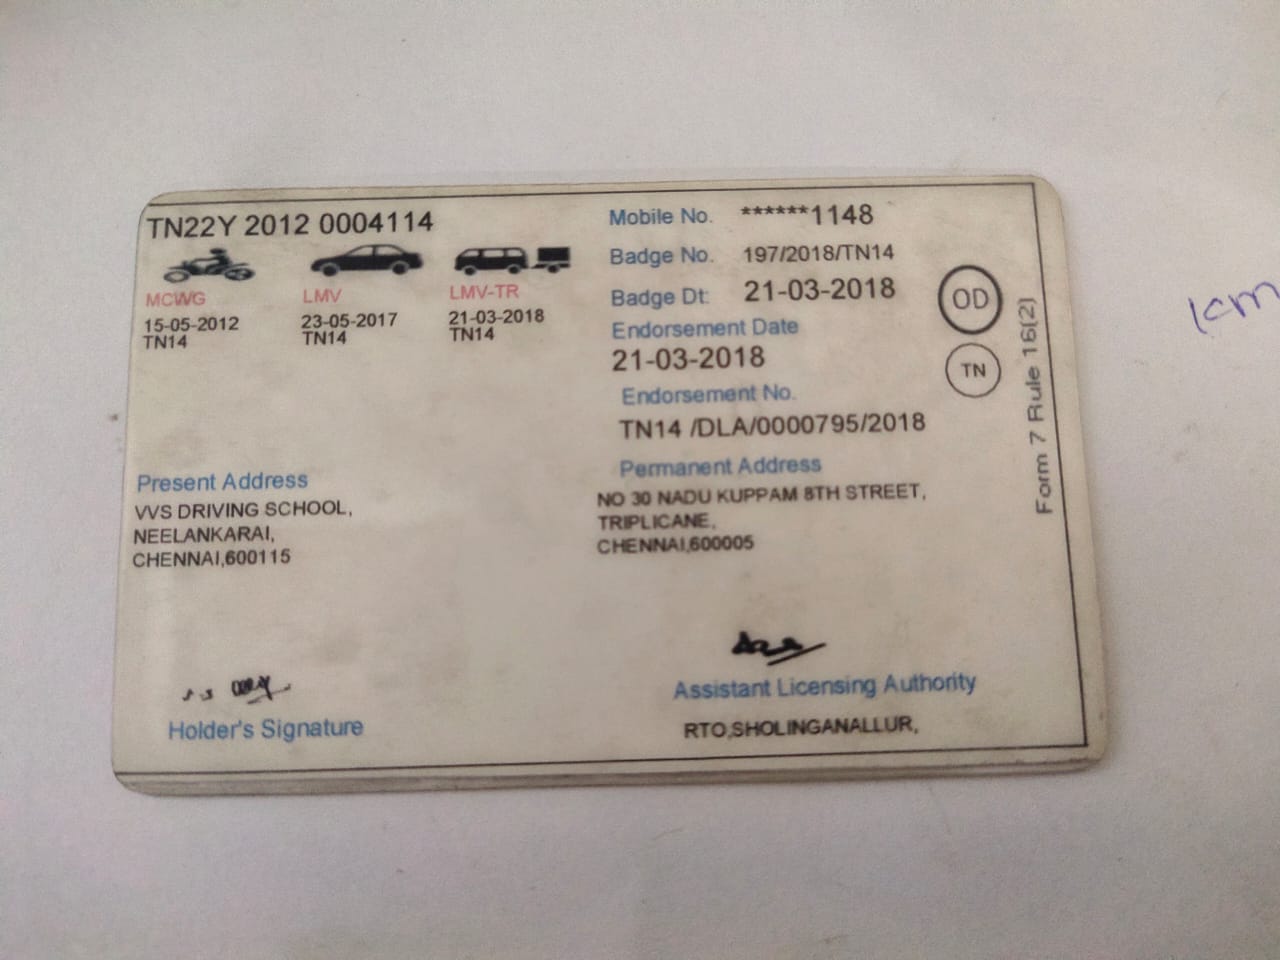 TN22Y 2012 0004114
MCWG
15-05-2012
TN14
LMV
23-05-2017
TN14
LMV-TR
21-03-2018
TN14
Mobile No. ******1148
Badge No. 197/2018/TN14
Badge Dt: 21-03-2018
Endorsement Date
21-03-2018
Endorsement No.
TN14 /DLA/0000795/2018
OD
TN
Form 7 Rule 16(2)
Present Address
VVS DRIVING SCHOOL,
NEELANKARAI,
CHENNAI,600115
Permanent Address
NO 30 NADU KUPPAM 8TH STREET,
TRIPLICANE,
CHENNAI,600005
Holder's Signature
Assistant Licensing Authority
RTO,SHOLINGANALLUR,